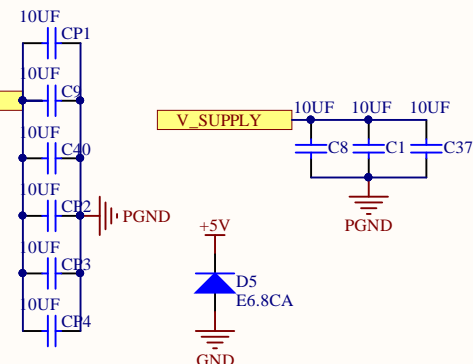 10UF
CP1
10UF
C9
10UF
C40
10UF
CP2
PGND
10UF
CP3
10UF
CP4
V_SUPPLY
10UF 10UF 10UF
C8 C1 C37
PGND
+5V
D5
E6.8CA
GND